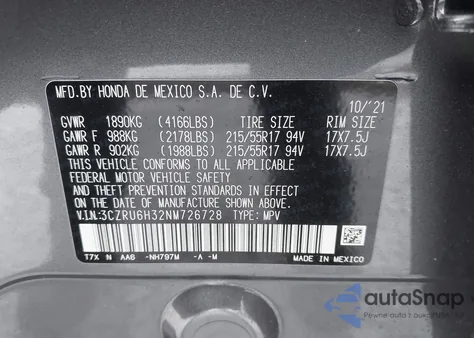 MFD.BY HONDA DE MEXICO S.A. DE C.V.
10/'21
GVWR 1890KG (4166LBS) TIRE SIZE RIM SIZE
GAWR F 988KG (2178LBS) 215/55R17 94V 17X7.5J
GAWR R 902KG (1988LBS) 215/55R17 94V 17X7.5J
THIS VEHICLE CONFORMS TO ALL APPLICABLE
FEDERAL MOTOR VEHICLE SAFETY
AND THEFT PREVENTION STANDARDS IN EFFECT
ON THE DATE OF MANUFACTURE SHOWN ABOVE.
V.I.N:3CZRU6H32NM726728 TYPE: MPV
T7X N AA6 -NH797M -A -M MADE IN MEXICO
autoSnap